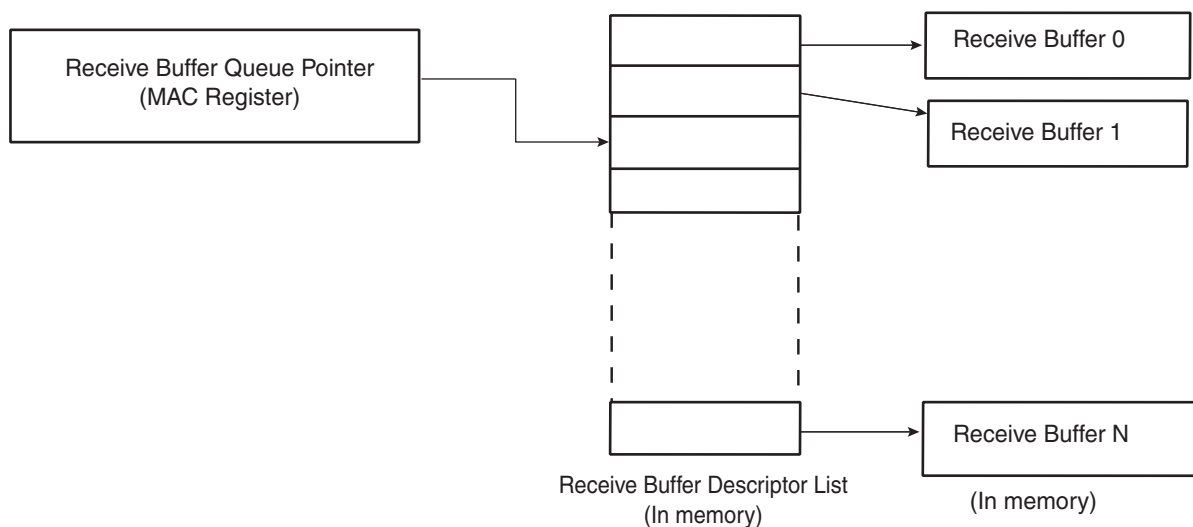 Receive Buffer Queue Pointer
(MAC Register)
Receive Buffer 0
Receive Buffer 1
Receive Buffer N
Receive Buffer Descriptor List
(In memory)
(In memory)